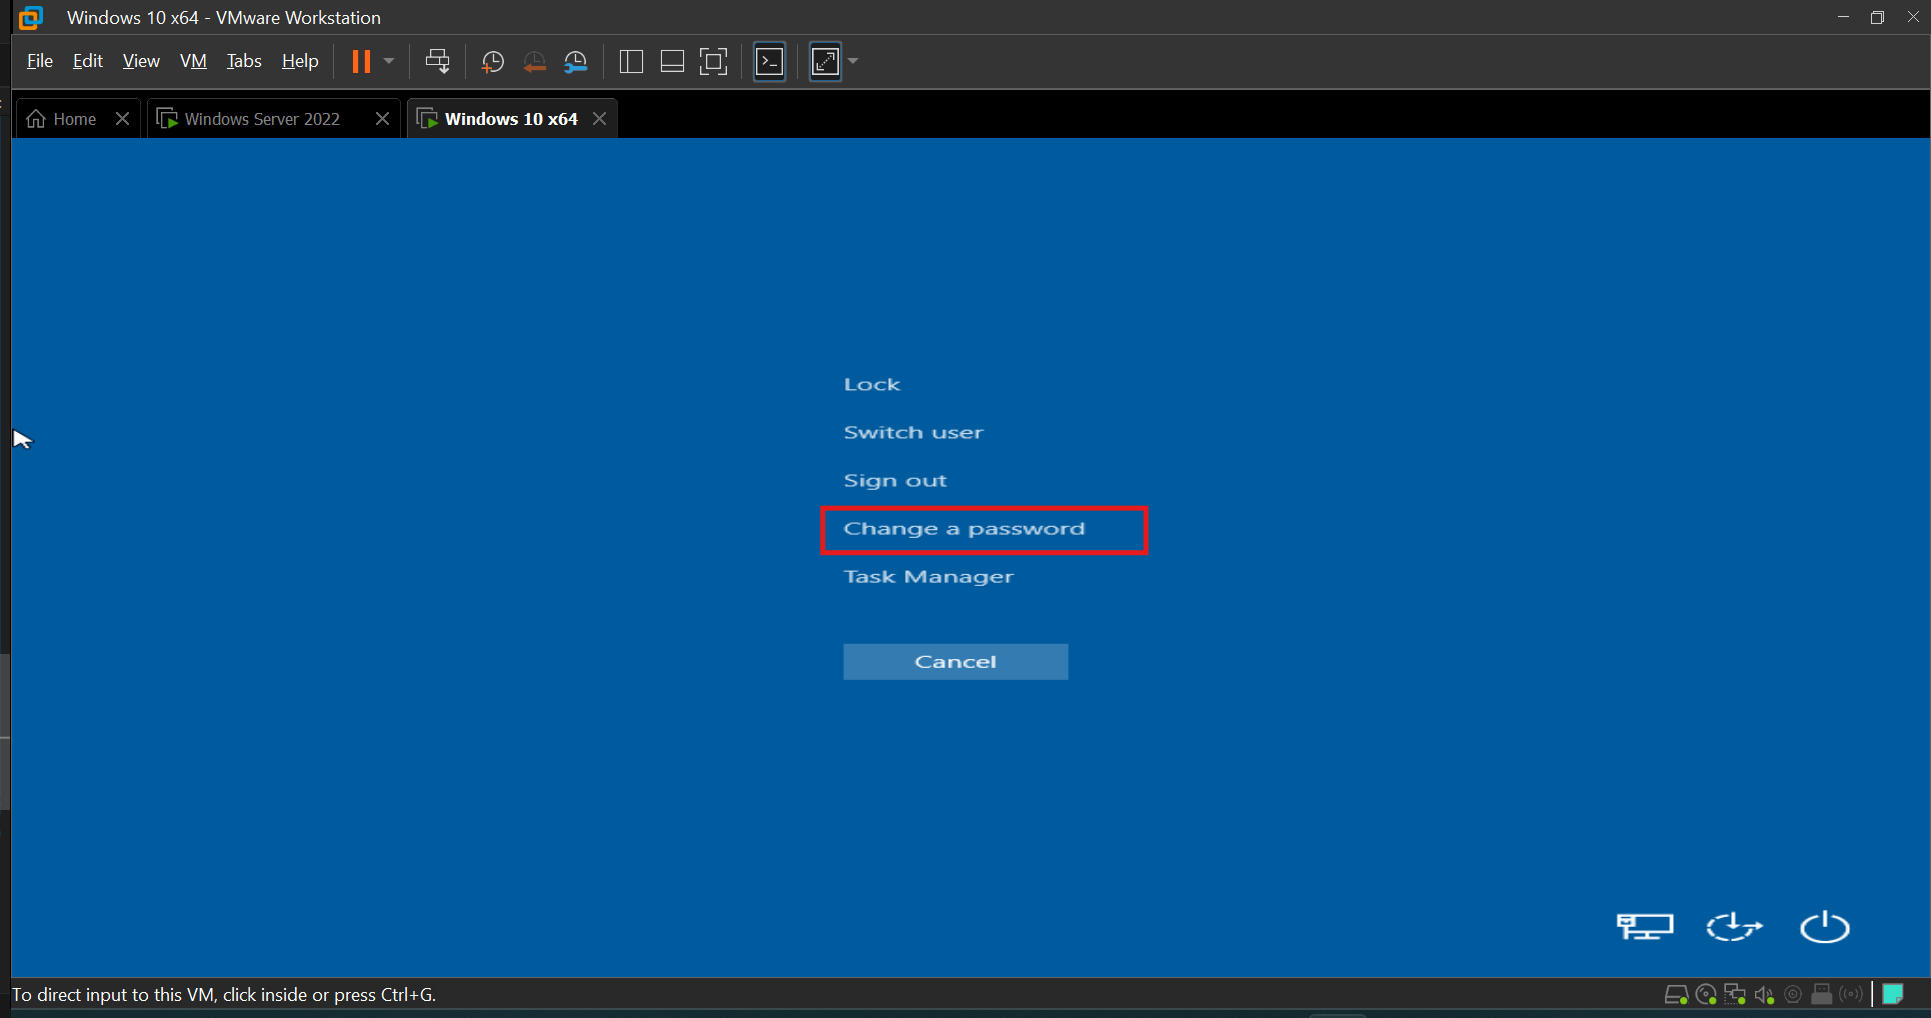 Windows 10 x64 - VMware Workstation
File Edit View VM Tabs Help
Home Windows Server 2022 Windows 10 x64
Lock
Switch user
Sign out
Change a password
Task Manager
Cancel
To direct input to this VM, click inside or press Ctrl+G.